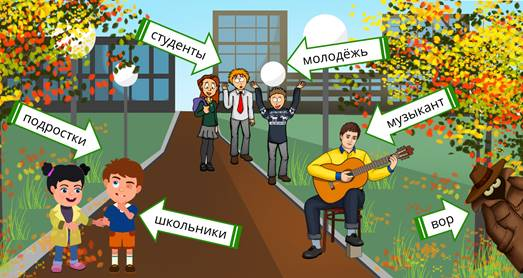 студенты
молодёжь
музыкант
подростки
школьники
вор